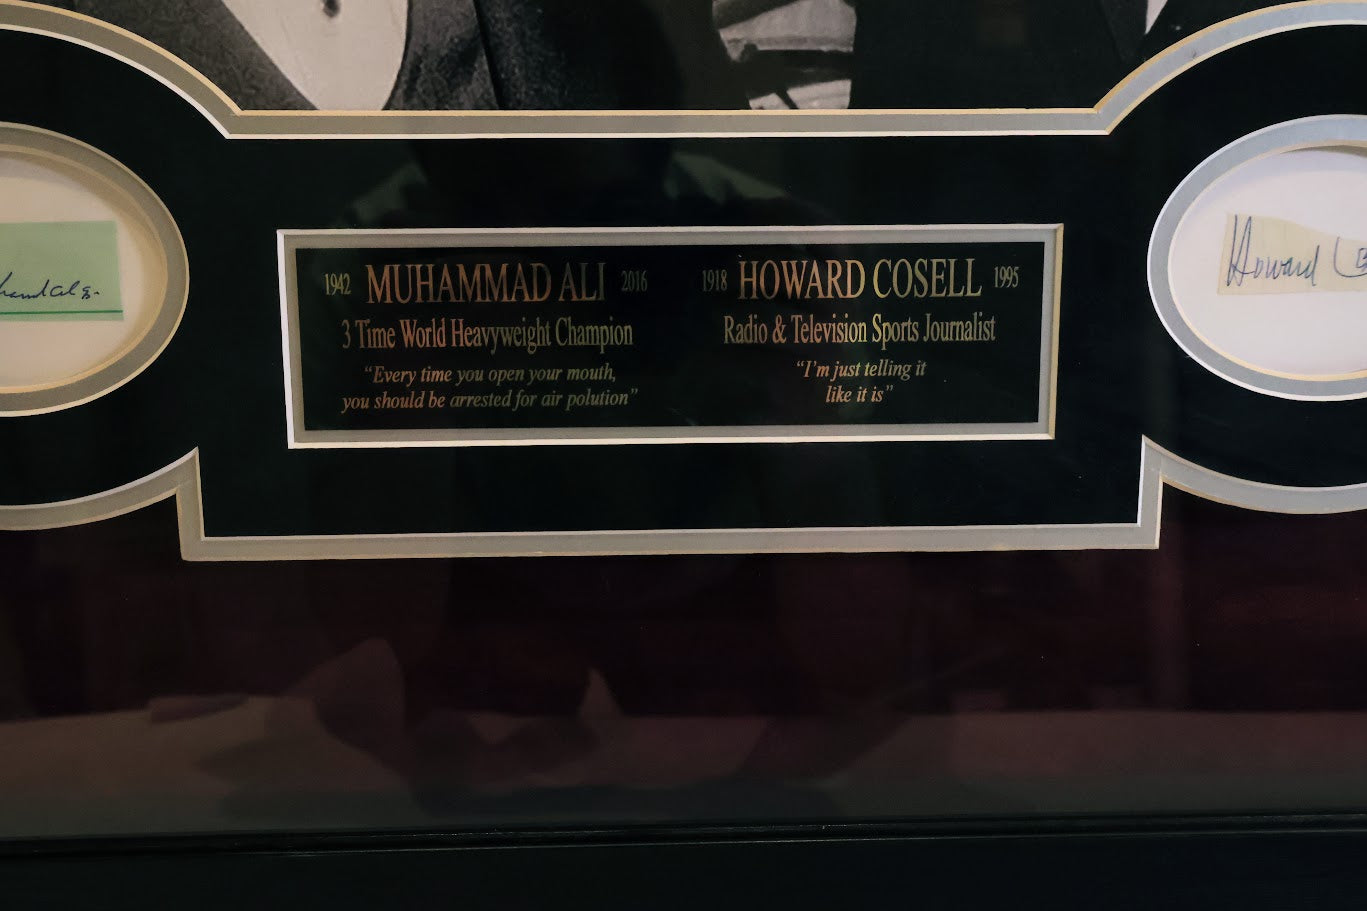 1942 MUHAMMAD ALI 2016
3 Time World Heavyweight Champion
"Every time you open your mouth,
you should be arrested for air polution"
1918 HOWARD COSELL 1995
Radio & Television Sports Journalist
"I'm just telling it
like it is"
Howard